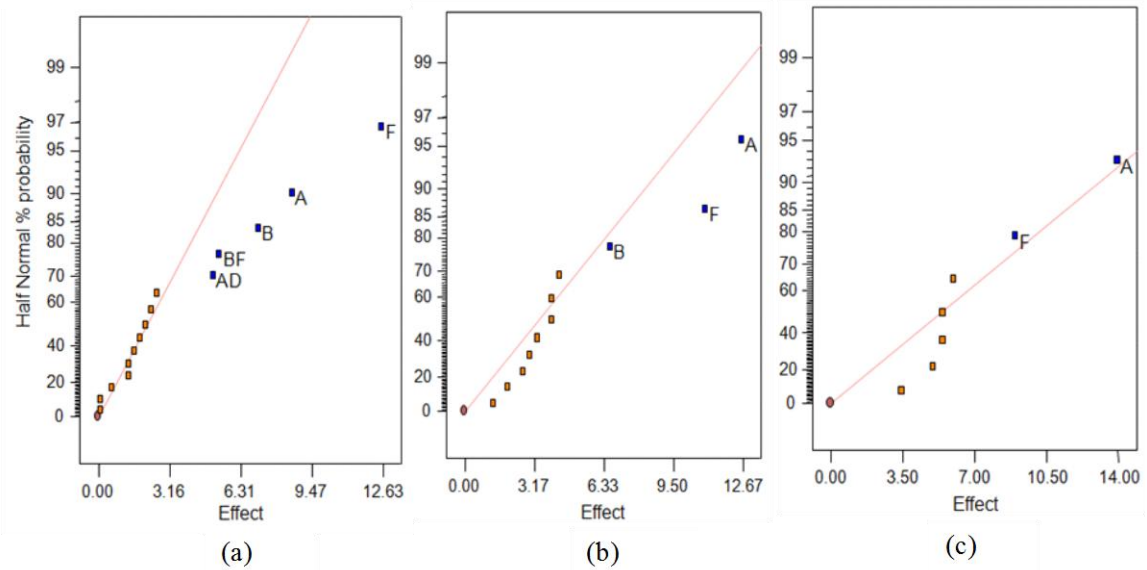 Half Normal % probability
99
97
95
90
85
80
70
60
40
20
0
F
A
B
BF
AD
0.00 3.16 6.31 9.47 12.63
Effect
(a)
99
97
95
90
85
80
70
60
40
20
0
A
F
B
0.00 3.17 6.33 9.50 12.67
Effect
(b)
99
97
95
90
85
80
70
60
40
20
0
A
F
0.00 3.50 7.00 10.50 14.00
Effect
(c)